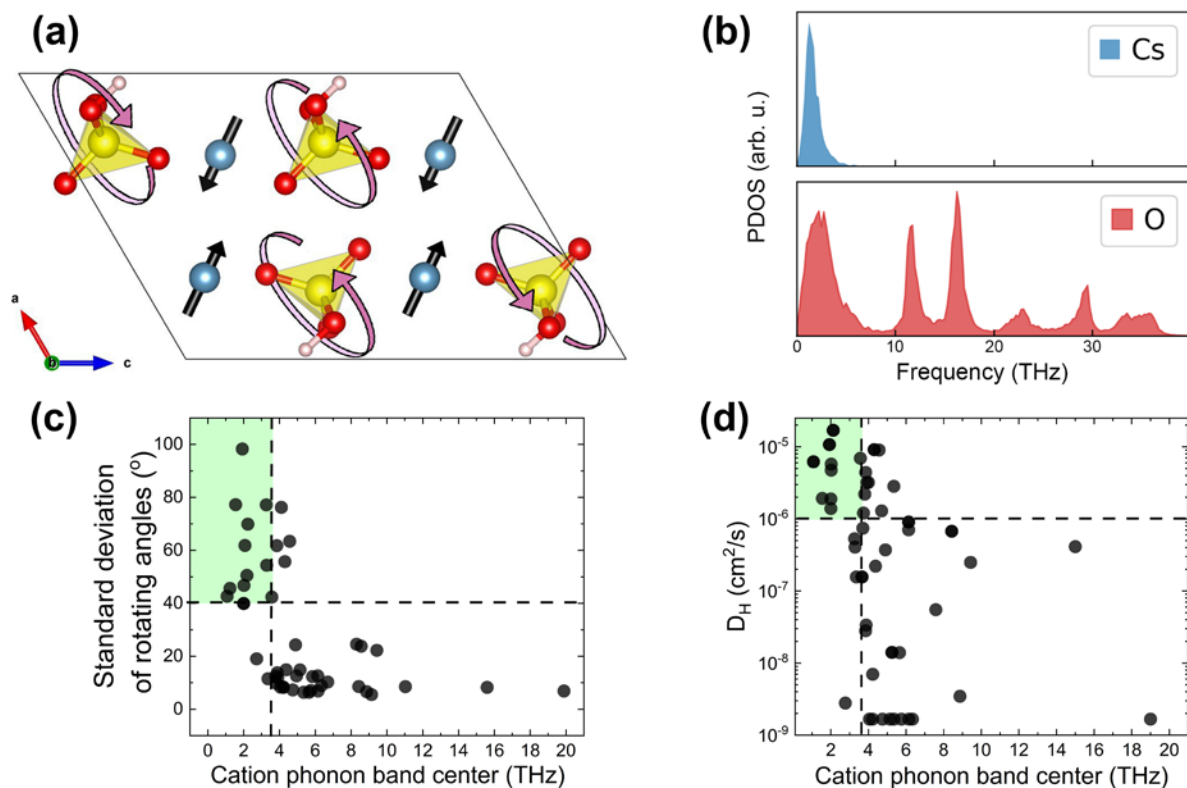 (a)
a
b
c
(b)
PDOS (arb. u.)
Cs
O
0 10 20 30
Frequency (THz)
(c)
Standard deviation
of rotating angles (°)
100
80
60
40
20
0
0 2 4 6 8 10 12 14 16 18 20
Cation phonon band center (THz)
(d)
D_H (cm²/s)
10⁻⁵
10⁻⁶
10⁻⁷
10⁻⁸
10⁻⁹
2 4 6 8 10 12 14 16 18 20
Cation phonon band center (THz)